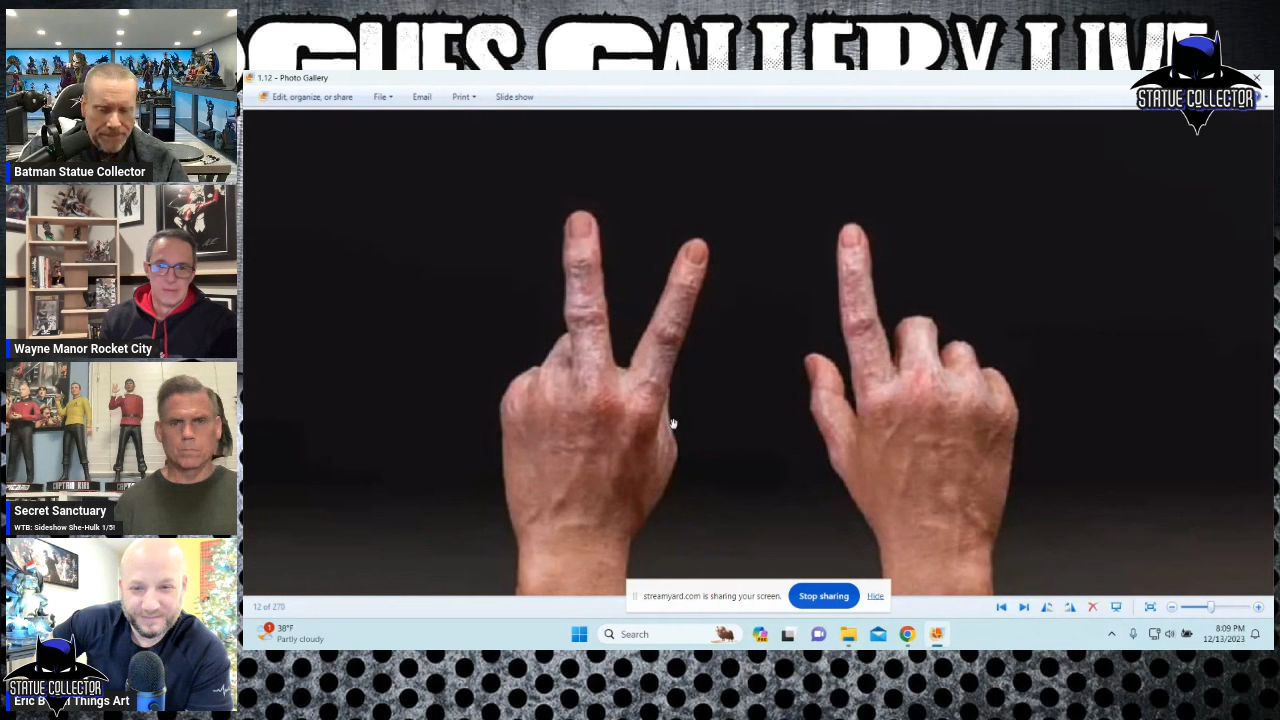 GALLERY LIVE
1.12 - Photo Gallery
Edit, organize, or share
File
Email
Print
Slide show
STATUE COLLECTOR
Batman Statue Collector
Wayne Manor Rocket City
Secret Sanctuary
WTB: Sideshow She-Hulk 1/5!
streamyard.com is sharing your screen.
Stop sharing
Hide
12 of 270
1
38°F
Partly cloudy
Search
8:09 PM
12/13/2023
STATUE COLLECTOR
Eric
Things Art